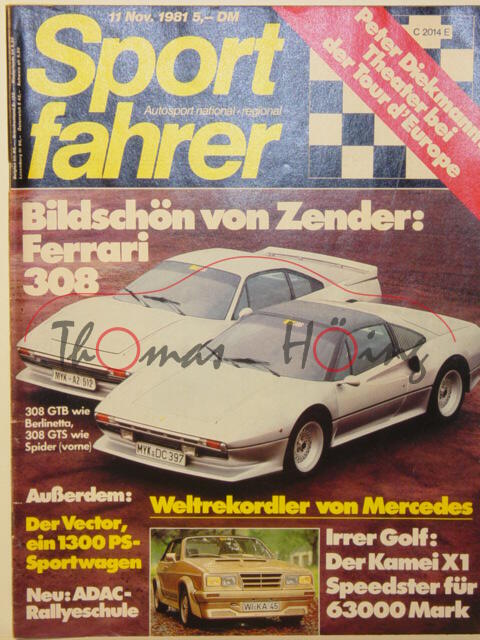 11 Nov. 1981 5,– DM
C 2014 E
Sport
fahrer
Autosport national · regional
Peter Diekmann
Theater bei
der Tour d'Europe
Bildschön von Zender:
Ferrari
308
Thomas Höing
MYK-AZ 512
308 GTB wie
Berlinetta,
308 GTS wie
Spider (vorne)
MYK-DC 397
Außerdem:
Der Vector,
ein 1300 PS-
Sportwagen
Neu: ADAC-
Rallyeschule
Weltrekordler von Mercedes
WI-KA 45
Irrer Golf:
Der Kamei X1
Speedster für
63000 Mark